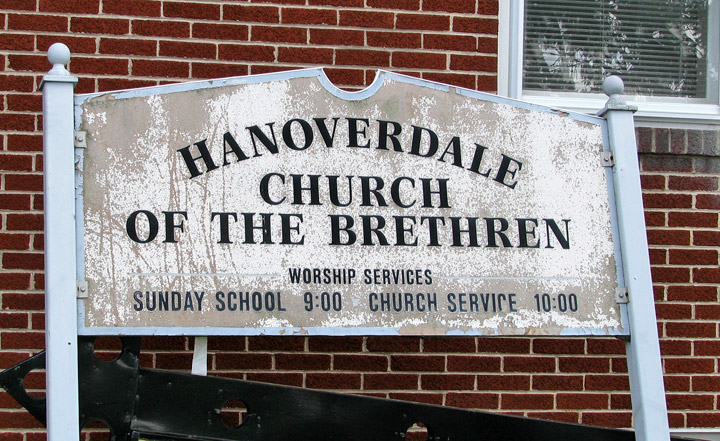 HANOVERDALE
CHURCH
OF THE BRETHREN
WORSHIP SERVICES
SUNDAY SCHOOL 9:00 CHURCH SERVICE 10:00